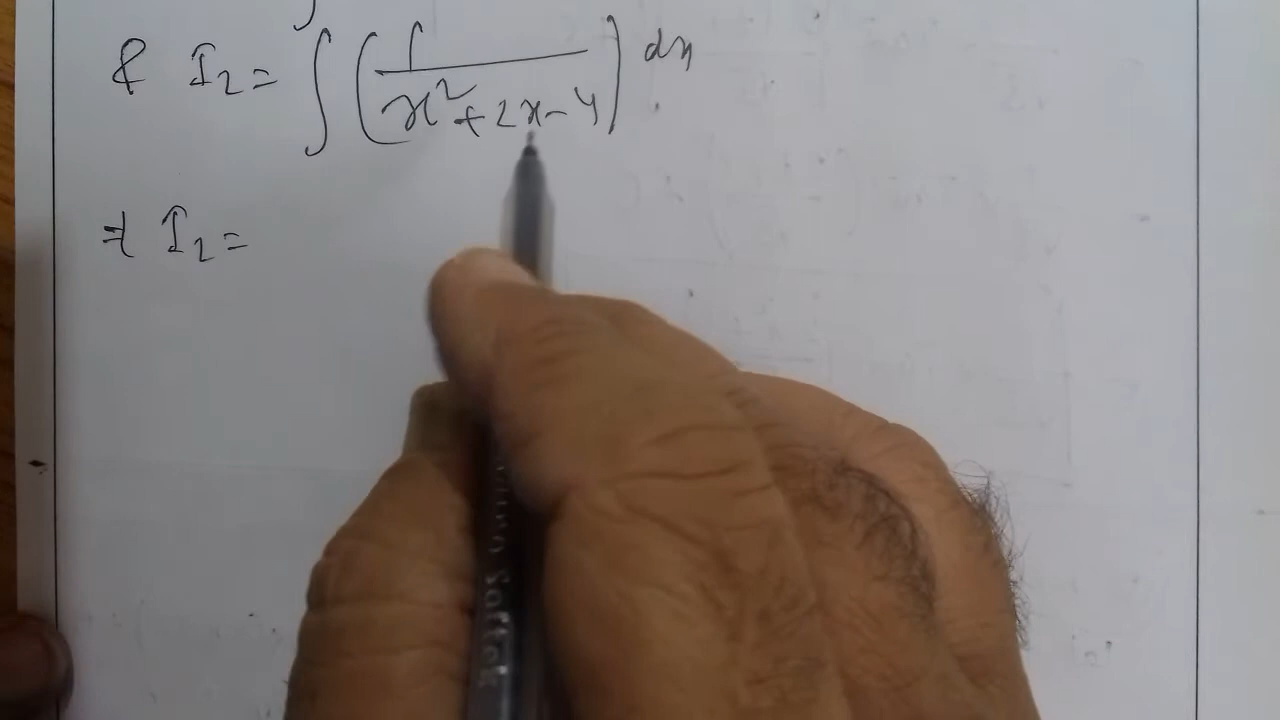 & I₂ = ∫ (1/(x² + 2x - 4)) dx
⇒ I₂ =